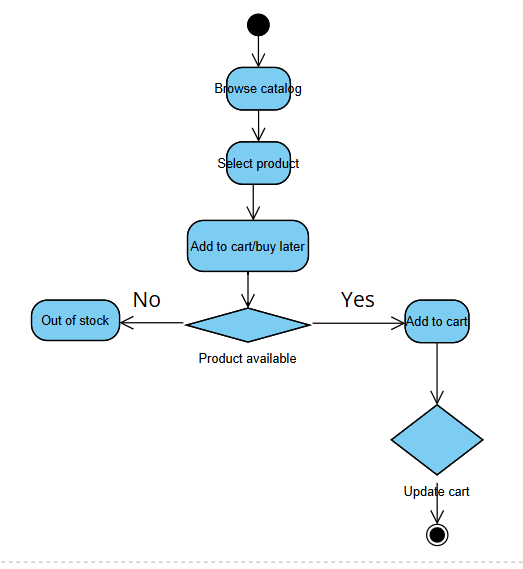 Browse catalog
Select product
Add to cart/buy later
No
Yes
Out of stock
Add to cart
Product available
Update cart